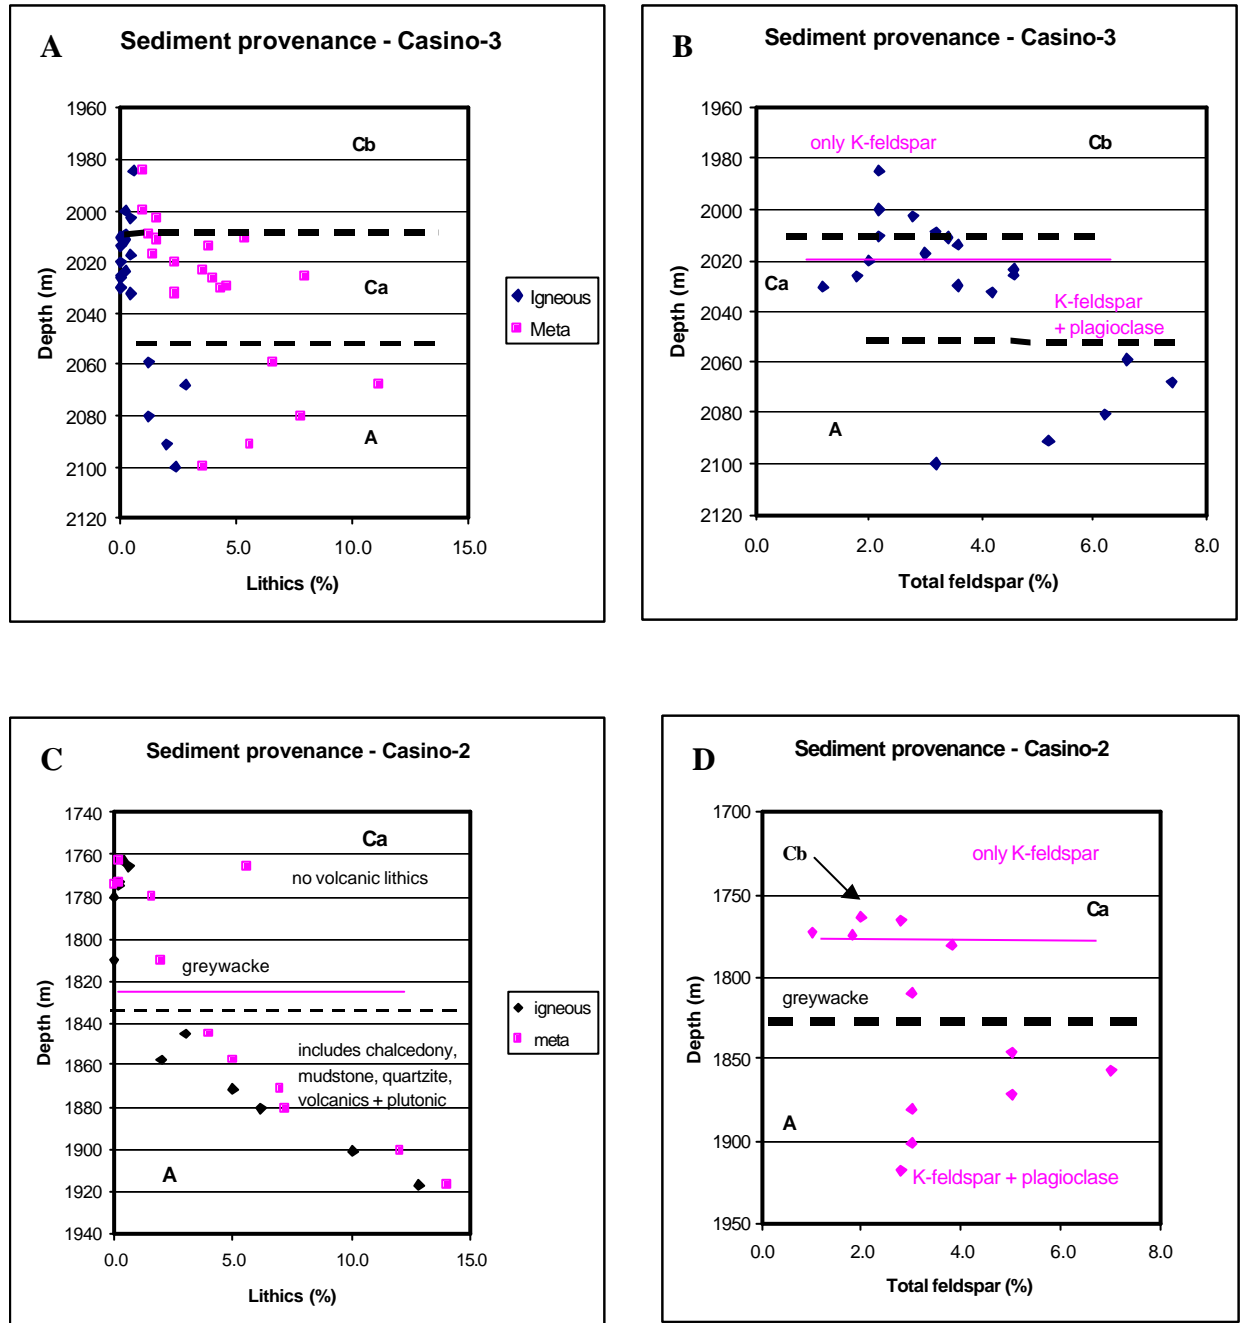 A
Sediment provenance - Casino-3
1960
1980
2000
2020
2040
2060
2080
2100
2120
Depth (m)
Cb
Ca
A
0.0 5.0 10.0 15.0
Lithics (%)
Igneous
Meta
B
Sediment provenance - Casino-3
1960
1980
2000
2020
2040
2060
2080
2100
2120
Depth (m)
only K-feldspar
Cb
Ca
K-feldspar
+ plagioclase
A
0.0 2.0 4.0 6.0 8.0
Total feldspar (%)
C
Sediment provenance - Casino-2
1740
1760
1780
1800
1820
1840
1860
1880
1900
1920
1940
Depth (m)
Ca
no volcanic lithics
greywacke
includes chalcedony,
mudstone, quartzite,
volcanics + plutonic
A
0.0 5.0 10.0 15.0
Lithics (%)
igneous
meta
D
Sediment provenance - Casino-2
1700
1750
1800
1850
1900
1950
Depth (m)
Cb
only K-feldspar
Ca
greywacke
A
K-feldspar + plagioclase
0.0 2.0 4.0 6.0 8.0
Total feldspar (%)